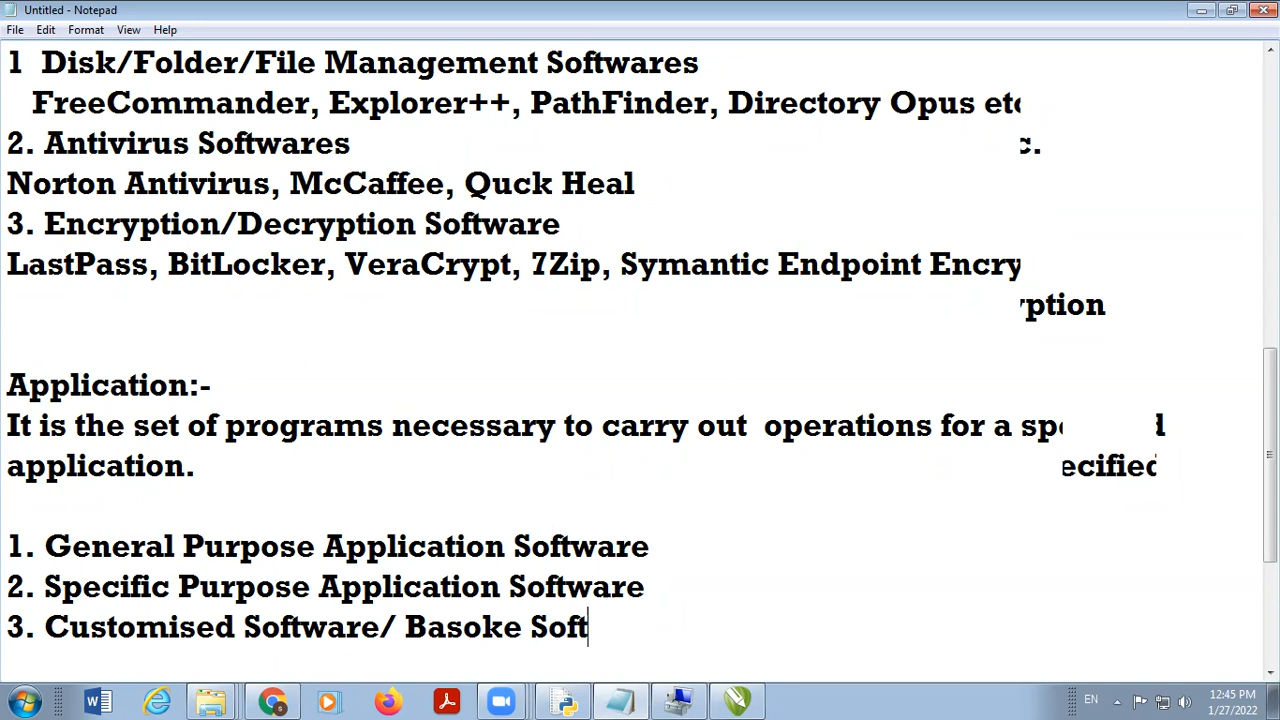 Untitled - Notepad
File Edit Format View Help
1 Disk/Folder/File Management Softwares
FreeCommander, Explorer++, PathFinder, Directory Opus etc.
2. Antivirus Softwares
Norton Antivirus, McCaffee, Quck Heal
3. Encryption/Decryption Software
LastPass, BitLocker, VeraCrypt, 7Zip, Symantic Endpoint Encryption
Application:-
It is the set of programs necessary to carry out operations for a specified
application.
1. General Purpose Application Software
2. Specific Purpose Application Software
3. Customised Software/ Basoke Soft
EN
12:45 PM
1/27/2022